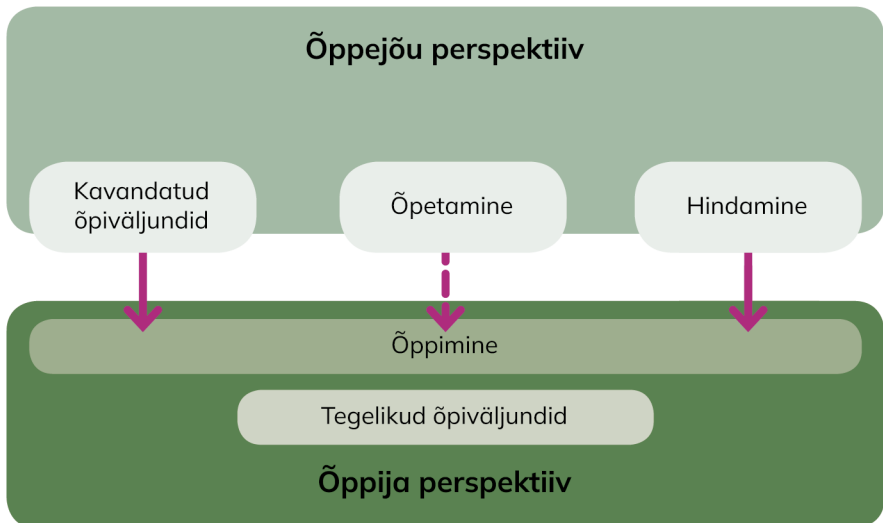 Õppejõu perspektiiv
Kavandatud
õpiväljundid
Õpetamine
Hindamine
Õppimine
Tegelikud õpiväljundid
Õppija perspektiiv